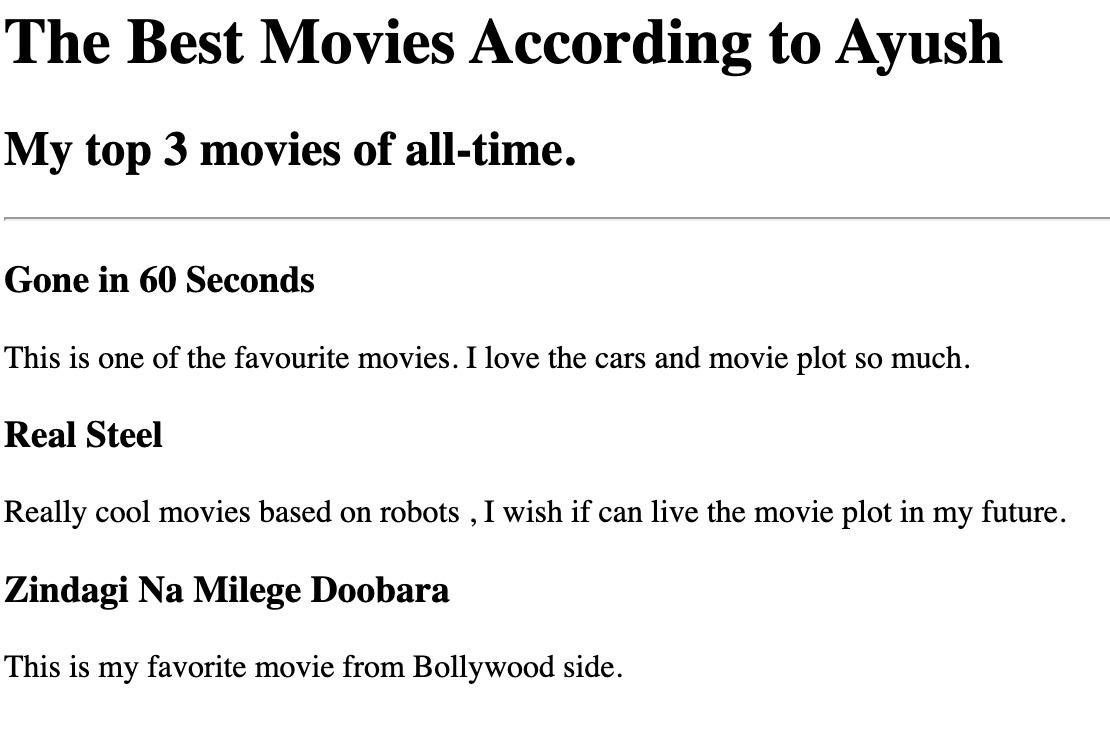 The Best Movies According to Ayush
My top 3 movies of all-time.
Gone in 60 Seconds
This is one of the favourite movies. I love the cars and movie plot so much.
Real Steel
Really cool movies based on robots , I wish if can live the movie plot in my future.
Zindagi Na Milege Doobara
This is my favorite movie from Bollywood side.